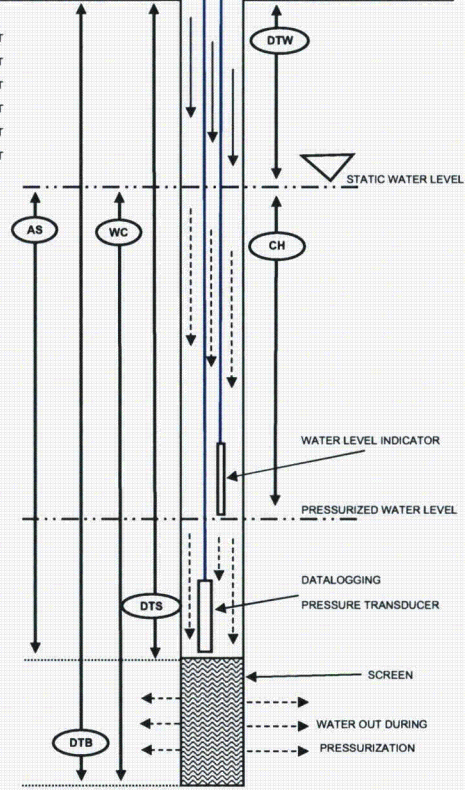 DTW
T
T
T
T
T
T
STATIC WATER LEVEL
AS
WC
CH
WATER LEVEL INDICATOR
PRESSURIZED WATER LEVEL
DATALOGGING
PRESSURE TRANSDUCER
DTS
SCREEN
WATER OUT DURING
PRESSURIZATION
DTB